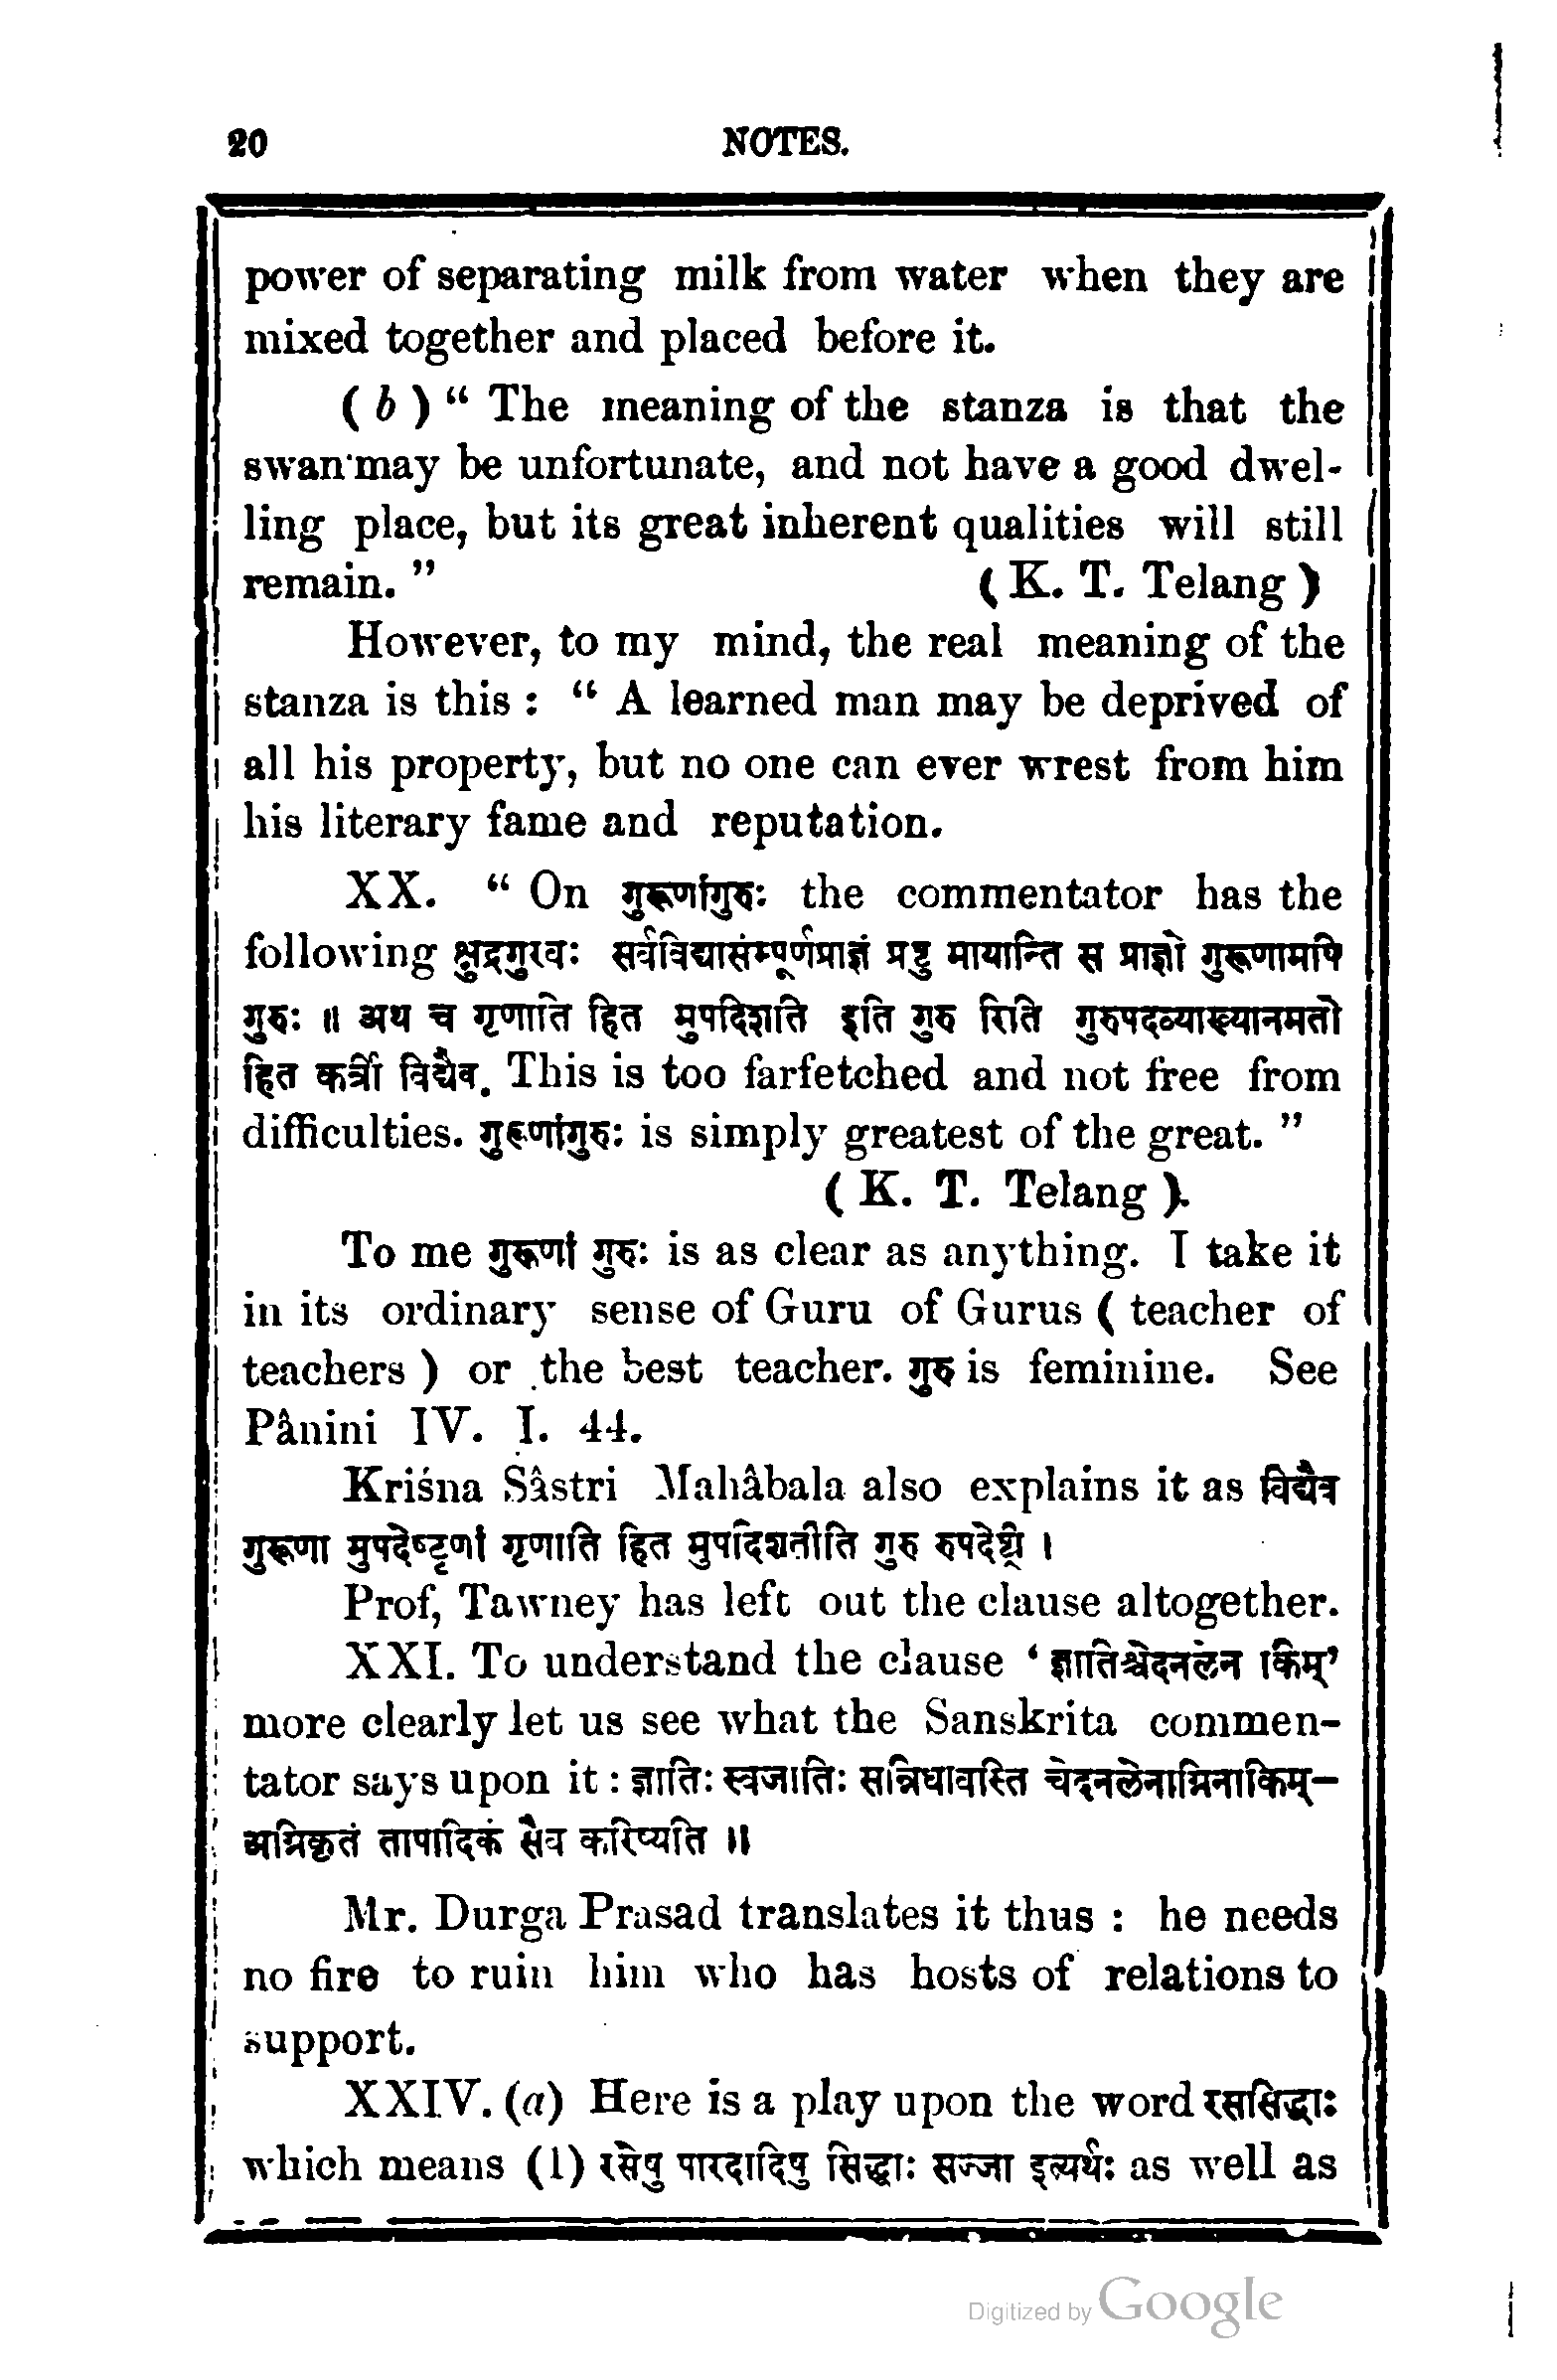 20 NOTES.
power of separating milk from water when they are
mixed together and placed before it.
( b ) “ The meaning of the stanza is that the
swan may be unfortunate, and not have a good dwel-
ling place, but its great inherent qualities will still
remain. ” ( K. T. Telang )
However, to my mind, the real meaning of the
stanza is this : “ A learned man may be deprived of
all his property, but no one can ever wrest from him
his literary fame and reputation.
XX. “ On गुरूणांगुरुः the commentator has the
following क्षुद्रगुरवः सर्वविद्यासंम्पूर्णप्राज्ञं प्रष्टु मायान्ति स प्राज्ञो गुरूणामपि
गुरुः ॥ अथ च गृणाति हित मुपदिशति इति गुरु रिति गुरुपदव्याख्यानमतो
हित कर्त्री विद्यैव. This is too farfetched and not free from
difficulties. गुरूणांगुरुः is simply greatest of the great. ”
( K. T. Telang ).
To me गुरूणां गुरुः is as clear as anything. I take it
in its ordinary sense of Guru of Gurus ( teacher of
teachers ) or the best teacher. गुरु is feminine. See
Pânini IV. I. 44.
Kriśna Sâstri Mahâbala also explains it as विद्यैव
गुरूणा मुपदेष्टॄणां गृणाति हित मुपदिशतीति गुरु रुपदेष्ट्री ।
Prof, Tawney has left out the clause altogether.
XXI. To understand the clause ‘ ज्ञातिश्चेदनलेन किम्’
more clearly let us see what the Sanskrita commen-
tator says upon it : ज्ञातिः स्वजातिः सन्निधावस्ति चेदनलेनाग्निनाकिम्–
अग्निकृतं तापादिकं सैव करिष्यति ॥
Mr. Durga Prasad translates it thus : he needs
no fire to ruin him who has hosts of relations to
support.
XXIV. (a) Here is a play upon the word रससिद्धाः
which means (1) रसेषु पारदादिषु सिद्धाः सज्जा इत्यर्थः as well as
Digitized by Google